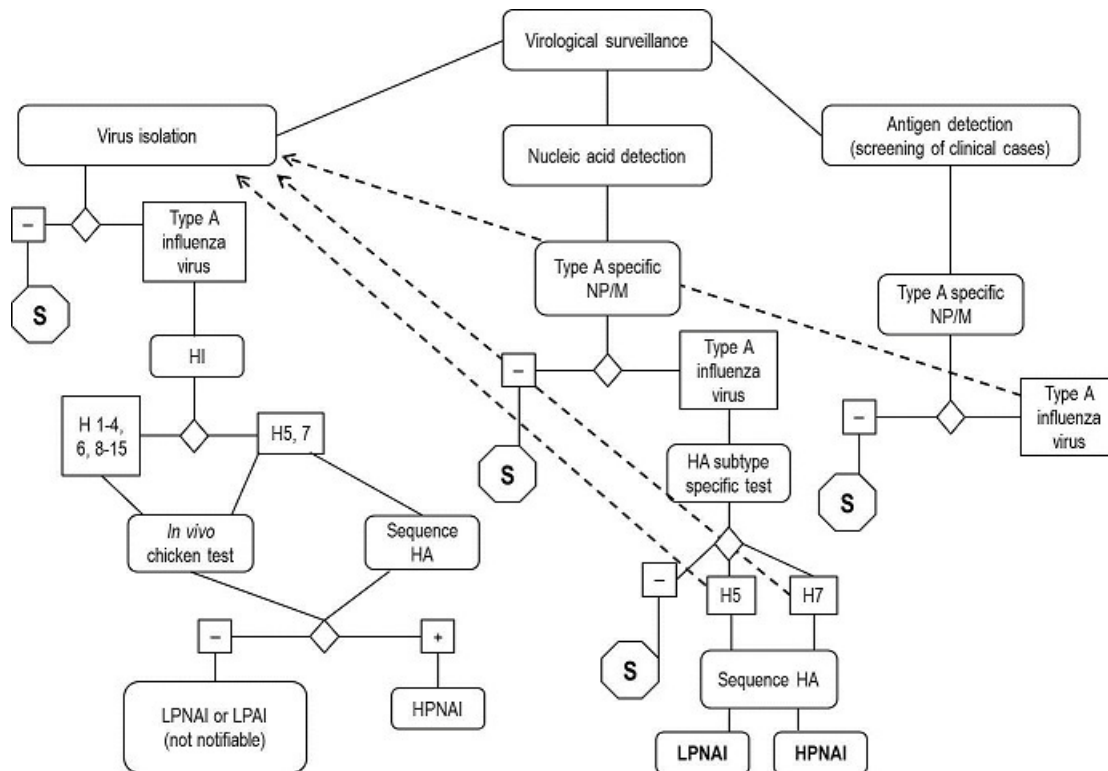 Virological surveillance
Virus isolation
Nucleic acid detection
Antigen detection
(screening of clinical cases)
–
Type A
influenza
virus
S
Type A specific
NP/M
Type A specific
NP/M
HI
–
Type A
influenza
virus
–
Type A
influenza
virus
H 1-4,
6, 8-15
H5, 7
S
HA subtype
specific test
S
In vivo
chicken test
Sequence
HA
–
H5
H7
–
+
S
Sequence HA
LPNAI or LPAI
(not notifiable)
HPNAI
LPNAI
HPNAI